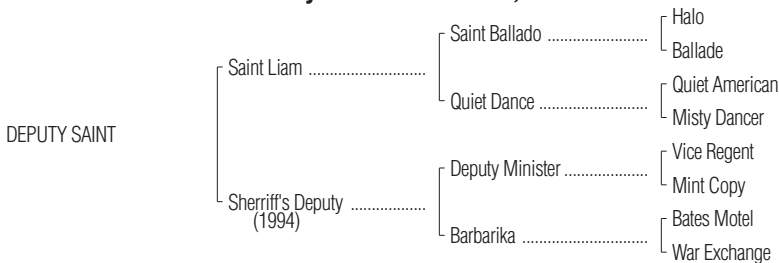 Halo
Saint Ballado ........................
Ballade
Saint Liam ............................
Quiet American
Quiet Dance ..........................
Misty Dancer
DEPUTY SAINT
Vice Regent
Deputy Minister ....................
Mint Copy
Sherriff's Deputy ..................
(1994)
Bates Motel
Barbarika ..............................
War Exchange